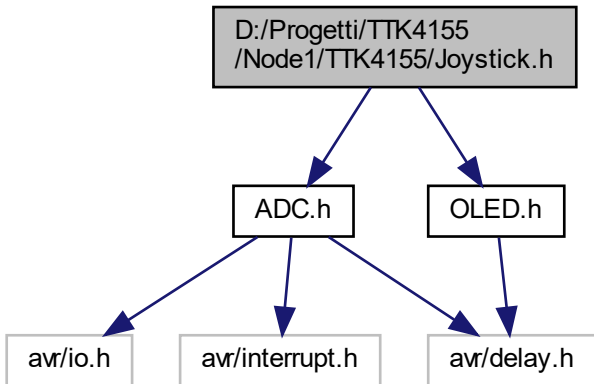 D:/Progetti/TTK4155
/Node1/TTK4155/Joystick.h
ADC.h
OLED.h
avr/io.h
avr/interrupt.h
avr/delay.h